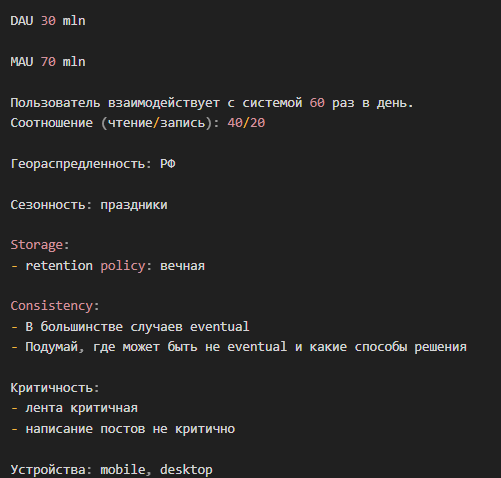 DAU 30 mln
MAU 70 mln
Пользователь взаимодействует с системой 60 раз в день.
Соотношение (чтение/запись): 40/20
Геораспредленность: РФ
Сезонность: праздники
Storage:
- retention policy: вечная
Consistency:
- В большинстве случаев eventual
- Подумай, где может быть не eventual и какие способы решения
Критичность:
- лента критичная
- написание постов не критично
Устройства: mobile, desktop